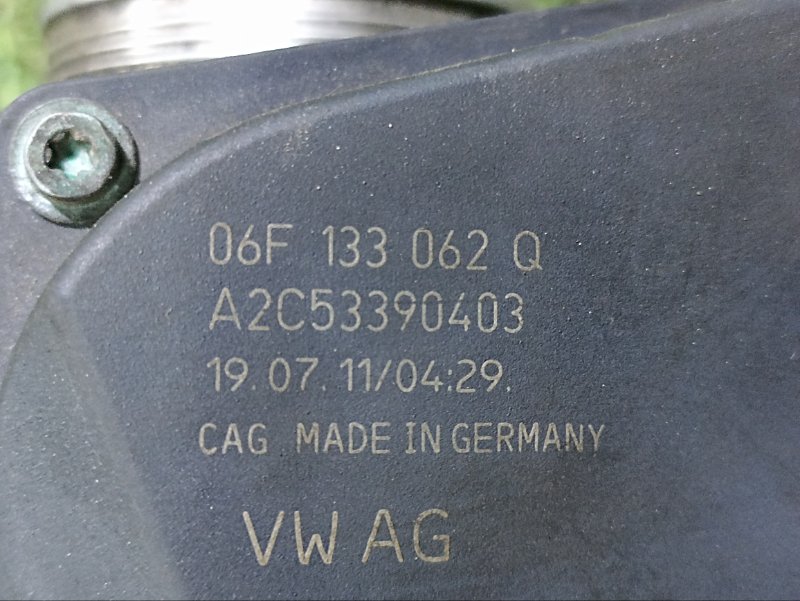 06F 133 062 Q
A2C53390403
19.07.11/04:29.
CAG MADE IN GERMANY
VW AG